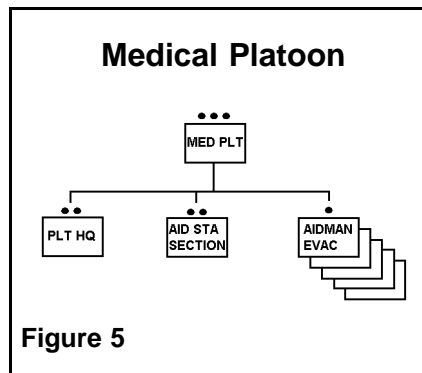 Medical Platoon
MED PLT
PLT HQ
AID STA
SECTION
AIDMAN
EVAC
Figure 5